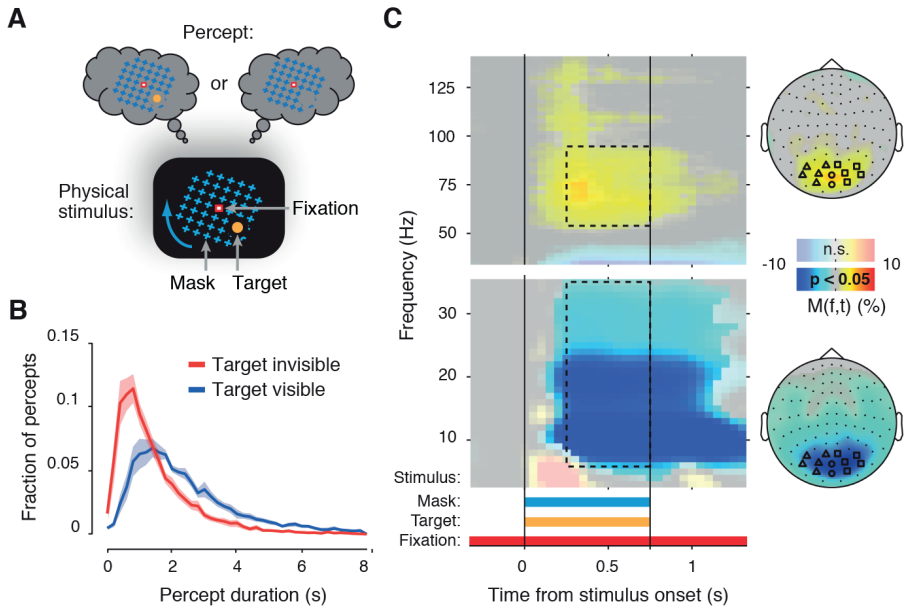 A
Percept:
or
Physical
stimulus:
Fixation
Mask
Target
B
0.15
0.1
0.05
0
Fraction of percepts
Target invisible
Target visible
0
2
4
6
8
Percept duration (s)
C
Frequency (Hz)
125
100
75
50
30
20
10
-10
n.s.
10
p < 0.05
M(f,t) (%)
Stimulus:
Mask:
Target:
Fixation:
0
0.5
1
Time from stimulus onset (s)